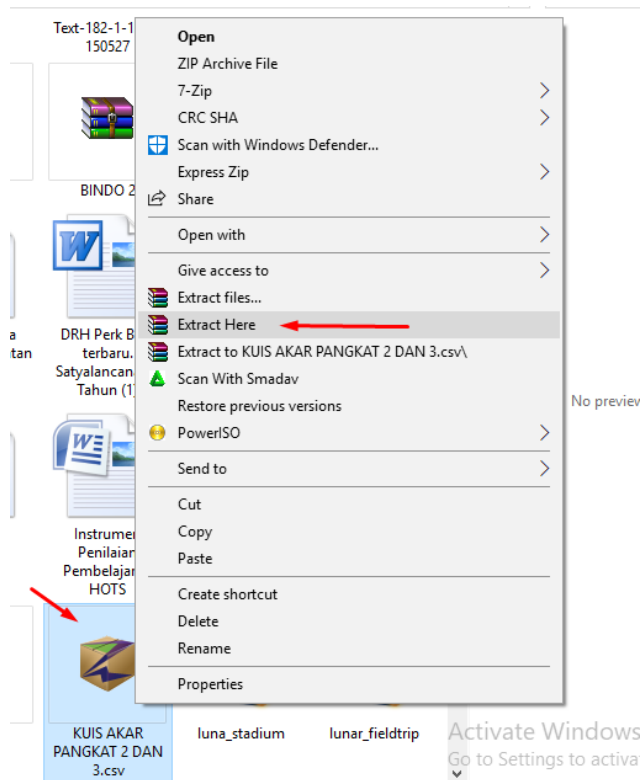 Text-182-1-1
150527
Open
ZIP Archive File
7-Zip
CRC SHA
Scan with Windows Defender...
Express Zip
Share
Open with
Give access to
Extract files...
Extract Here
Extract to KUIS AKAR PANGKAT 2 DAN 3.csv\
Scan With Smadav
Restore previous versions
PowerISO
Send to
Cut
Copy
Paste
Create shortcut
Delete
Rename
Properties
BINDO 2
a
tan
DRH Perk B
terbaru.
Satyalancan
Tahun (1)
Instrumen
Penilaian
Pembelajar
HOTS
KUIS AKAR
PANGKAT 2 DAN
3.csv
luna_stadium
lunar_fieldtrip
No preview
Activate Windows
Go to Settings to activa